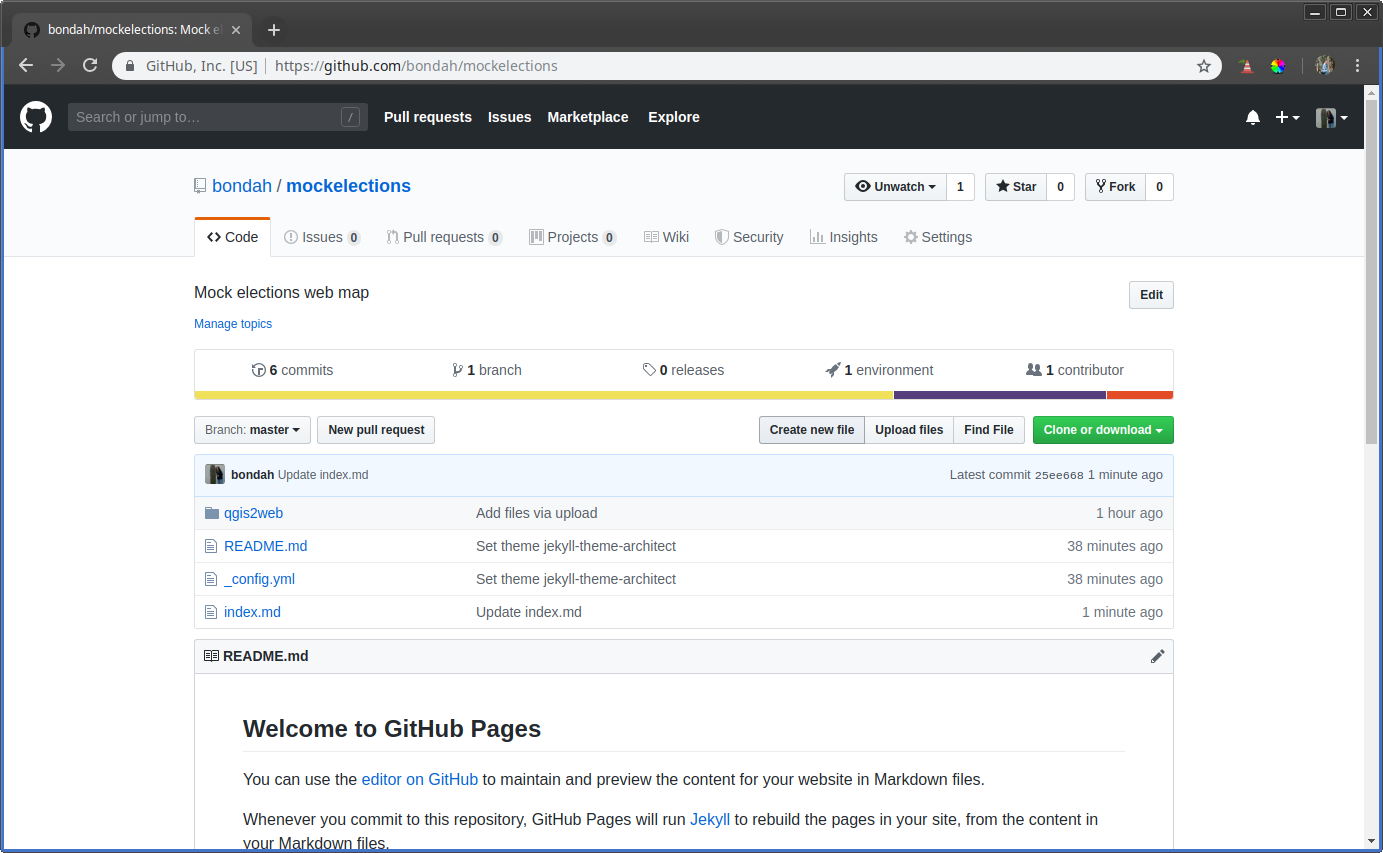 bondah/mockelections: Mock el
GitHub, Inc. [US] https://github.com/bondah/mockelections
Search or jump to… / Pull requests Issues Marketplace Explore
bondah / mockelections Unwatch 1 Star 0 Fork 0
Code Issues 0 Pull requests 0 Projects 0 Wiki Security Insights Settings
Mock elections web map Edit
Manage topics
6 commits 1 branch 0 releases 1 environment 1 contributor
Branch: master New pull request Create new file Upload files Find File Clone or download
bondah Update index.md Latest commit 25ee668 1 minute ago
qgis2web Add files via upload 1 hour ago
README.md Set theme jekyll-theme-architect 38 minutes ago
_config.yml Set theme jekyll-theme-architect 38 minutes ago
index.md Update index.md 1 minute ago
README.md
Welcome to GitHub Pages
You can use the editor on GitHub to maintain and preview the content for your website in Markdown files.
Whenever you commit to this repository, GitHub Pages will run Jekyll to rebuild the pages in your site, from the content in
your Markdown files.